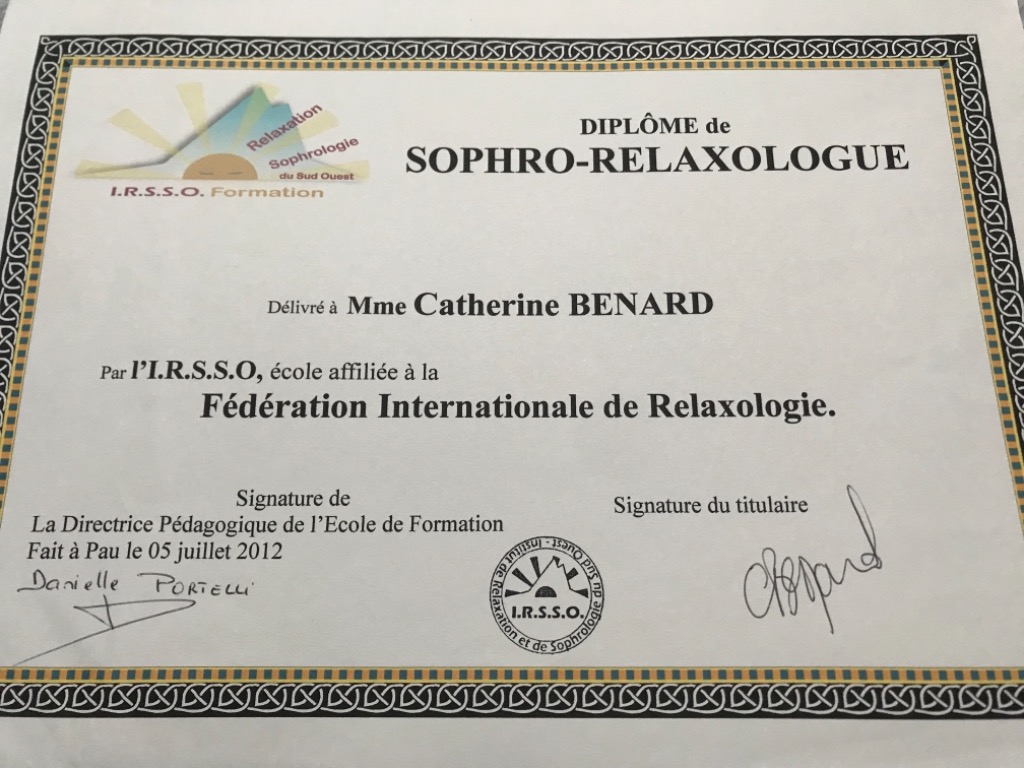 Relaxation
Sophrologie
du Sud Ouest
I.R.S.S.O. Formation
DIPLÔME de
SOPHRO-RELAXOLOGUE
Délivré à Mme Catherine BENARD
Par l'I.R.S.S.O, école affiliée à la
Fédération Internationale de Relaxologie.
Signature de
La Directrice Pédagogique de l'Ecole de Formation
Fait à Pau le 05 juillet 2012
Danielle PORTELLI
Signature du titulaire
Institut de Relaxation et de Sophrologie du Sud Ouest -
I.R.S.S.O.